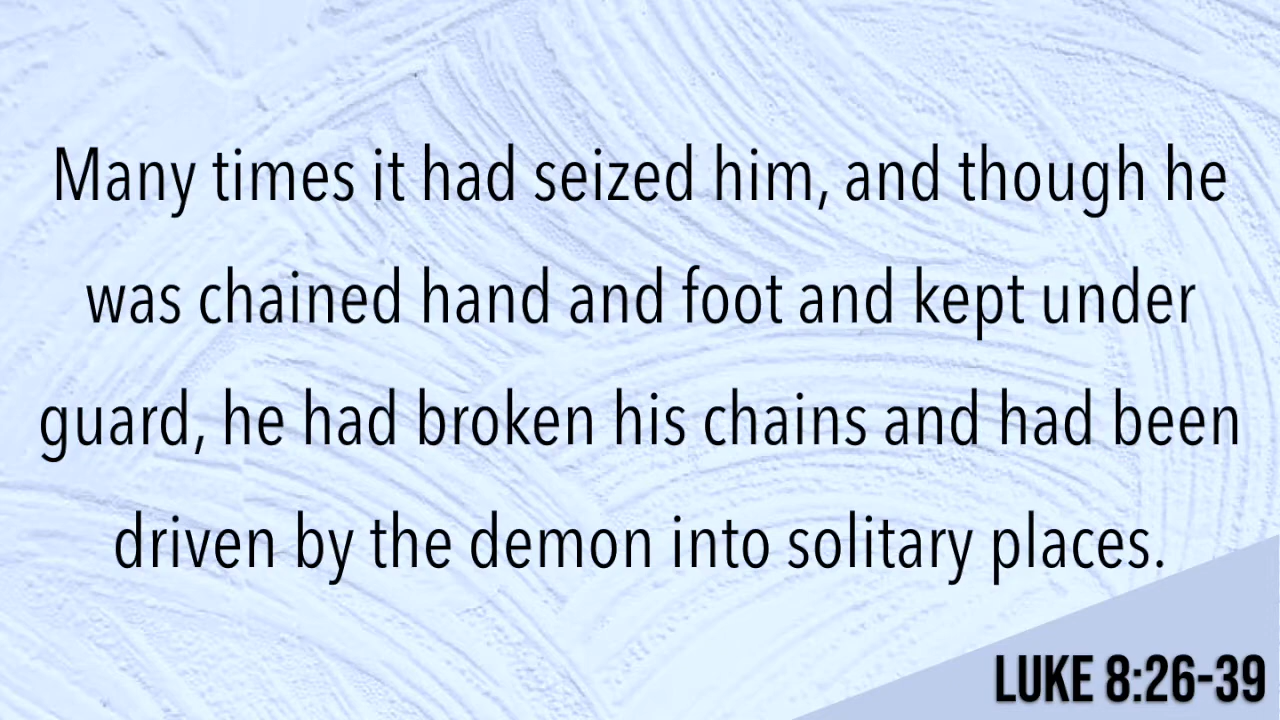 Many times it had seized him, and though he
was chained hand and foot and kept under
guard, he had broken his chains and had been
driven by the demon into solitary places.
LUKE 8:26-39